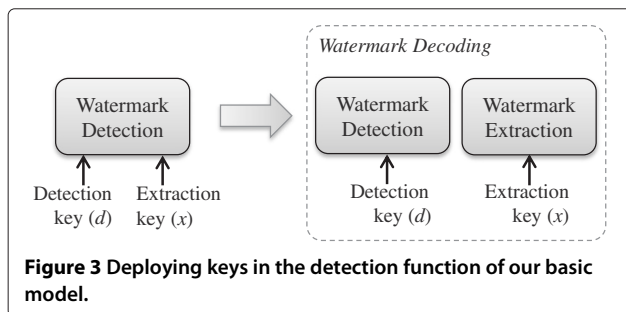 Watermark Decoding
Watermark
Detection
Detection
key (d)
Extraction
key (x)
Watermark
Detection
Detection
key (d)
Watermark
Extraction
Extraction
key (x)
Figure 3 Deploying keys in the detection function of our basic
model.